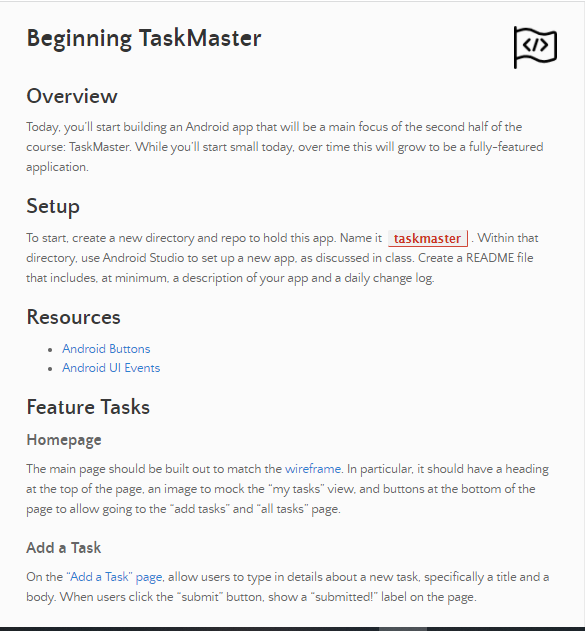 Beginning TaskMaster
</>
Overview
Today, you'll start building an Android app that will be a main focus of the second half of the
course: TaskMaster. While you'll start small today, over time this will grow to be a fully-featured
application.
Setup
To start, create a new directory and repo to hold this app. Name it taskmaster . Within that
directory, use Android Studio to set up a new app, as discussed in class. Create a README file
that includes, at minimum, a description of your app and a daily change log.
Resources
• Android Buttons
• Android UI Events
Feature Tasks
Homepage
The main page should be built out to match the wireframe. In particular, it should have a heading
at the top of the page, an image to mock the “my tasks” view, and buttons at the bottom of the
page to allow going to the “add tasks” and “all tasks” page.
Add a Task
On the “Add a Task” page, allow users to type in details about a new task, specifically a title and a
body. When users click the “submit” button, show a “submitted!” label on the page.